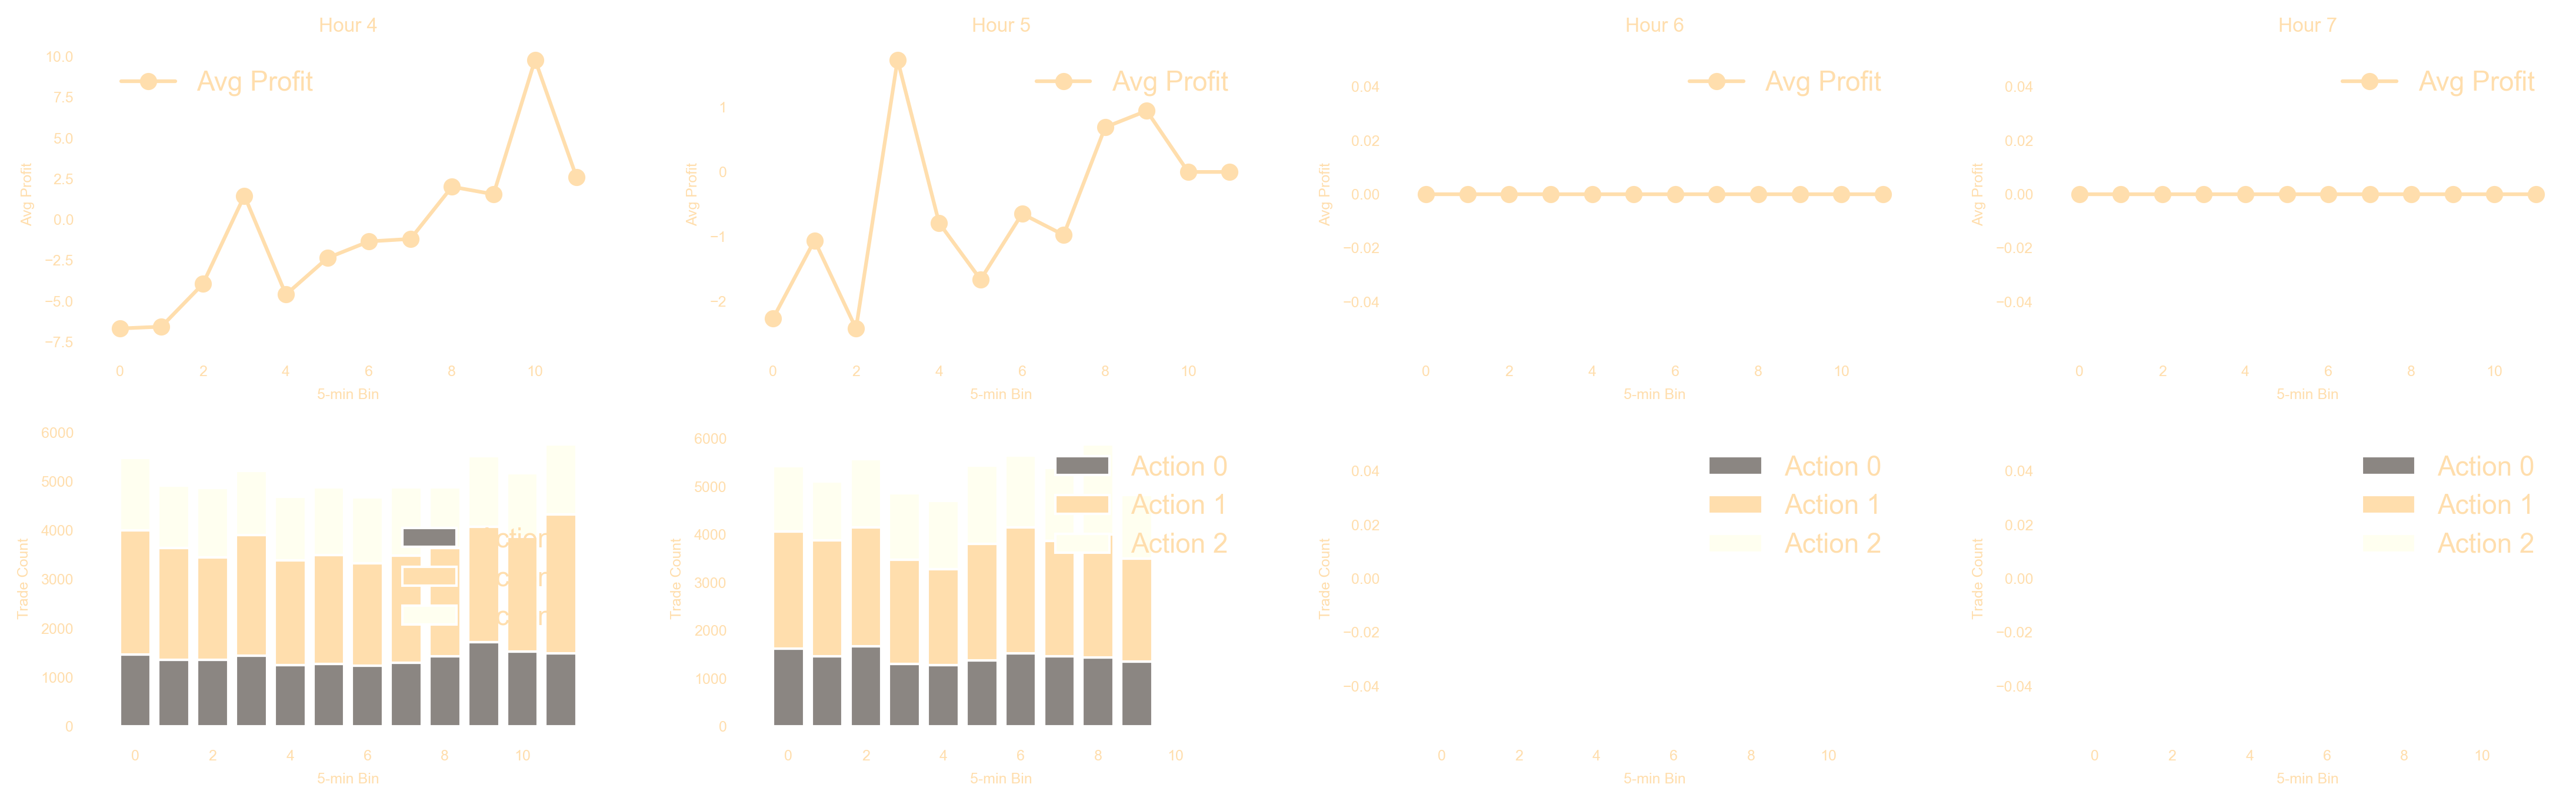 Hour 4
Hour 5
Hour 6
Hour 7
Avg Profit
10.0
7.5
5.0
2.5
0.0
−2.5
−5.0
−7.5
Avg Profit
0
2
4
6
8
10
5-min Bin
Avg Profit
1
0
−1
−2
Avg Profit
0
2
4
6
8
10
5-min Bin
Avg Profit
0.04
0.02
0.00
−0.02
−0.04
Avg Profit
0
2
4
6
8
10
5-min Bin
Avg Profit
0.04
0.02
0.00
−0.02
−0.04
Avg Profit
0
2
4
6
8
10
5-min Bin
Trade Count
6000
5000
4000
3000
2000
1000
0
0
2
4
6
8
10
5-min Bin
Trade Count
6000
5000
4000
3000
2000
1000
0
Action 0
Action 1
Action 2
0
2
4
6
8
10
5-min Bin
Trade Count
0.04
0.02
0.00
−0.02
−0.04
Action 0
Action 1
Action 2
0
2
4
6
8
10
5-min Bin
Trade Count
0.04
0.02
0.00
−0.02
−0.04
Action 0
Action 1
Action 2
0
2
4
6
8
10
5-min Bin